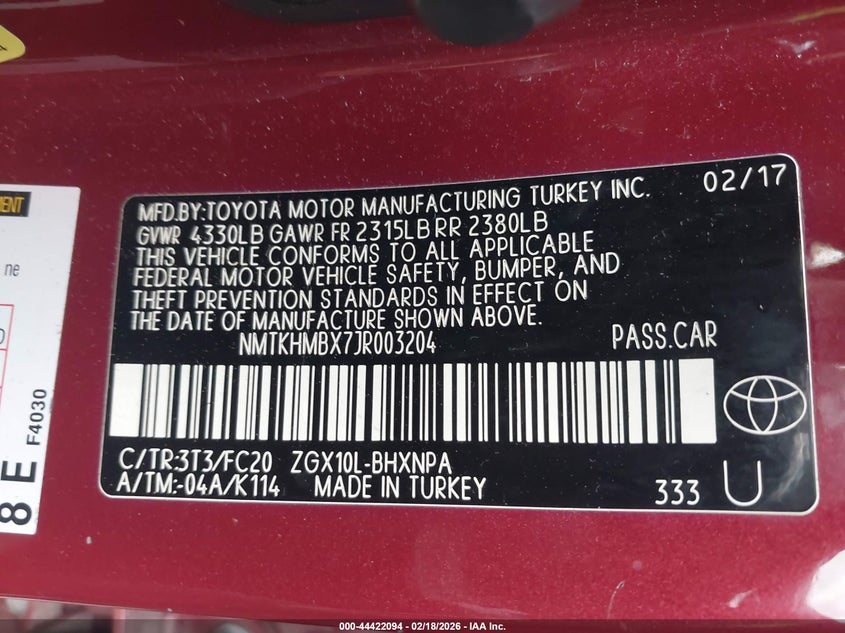 MENT
ne
8 E
F4030
MFD.BY:TOYOTA MOTOR MANUFACTURING TURKEY INC. 02/17
GVWR 4330LB GAWR FR 2315LB RR 2380LB
THIS VEHICLE CONFORMS TO ALL APPLICABLE
FEDERAL MOTOR VEHICLE SAFETY, BUMPER, AND
THEFT PREVENTION STANDARDS IN EFFECT ON
THE DATE OF MANUFACTURE SHOWN ABOVE.
NMTKHMBX7JR003204 PASS.CAR
C/TR:3T3/FC20 ZGX10L-BHXNPA
A/TM:-04A/K114 MADE IN TURKEY 333 U
000-44422094 - 02/18/2026 - IAA Inc.